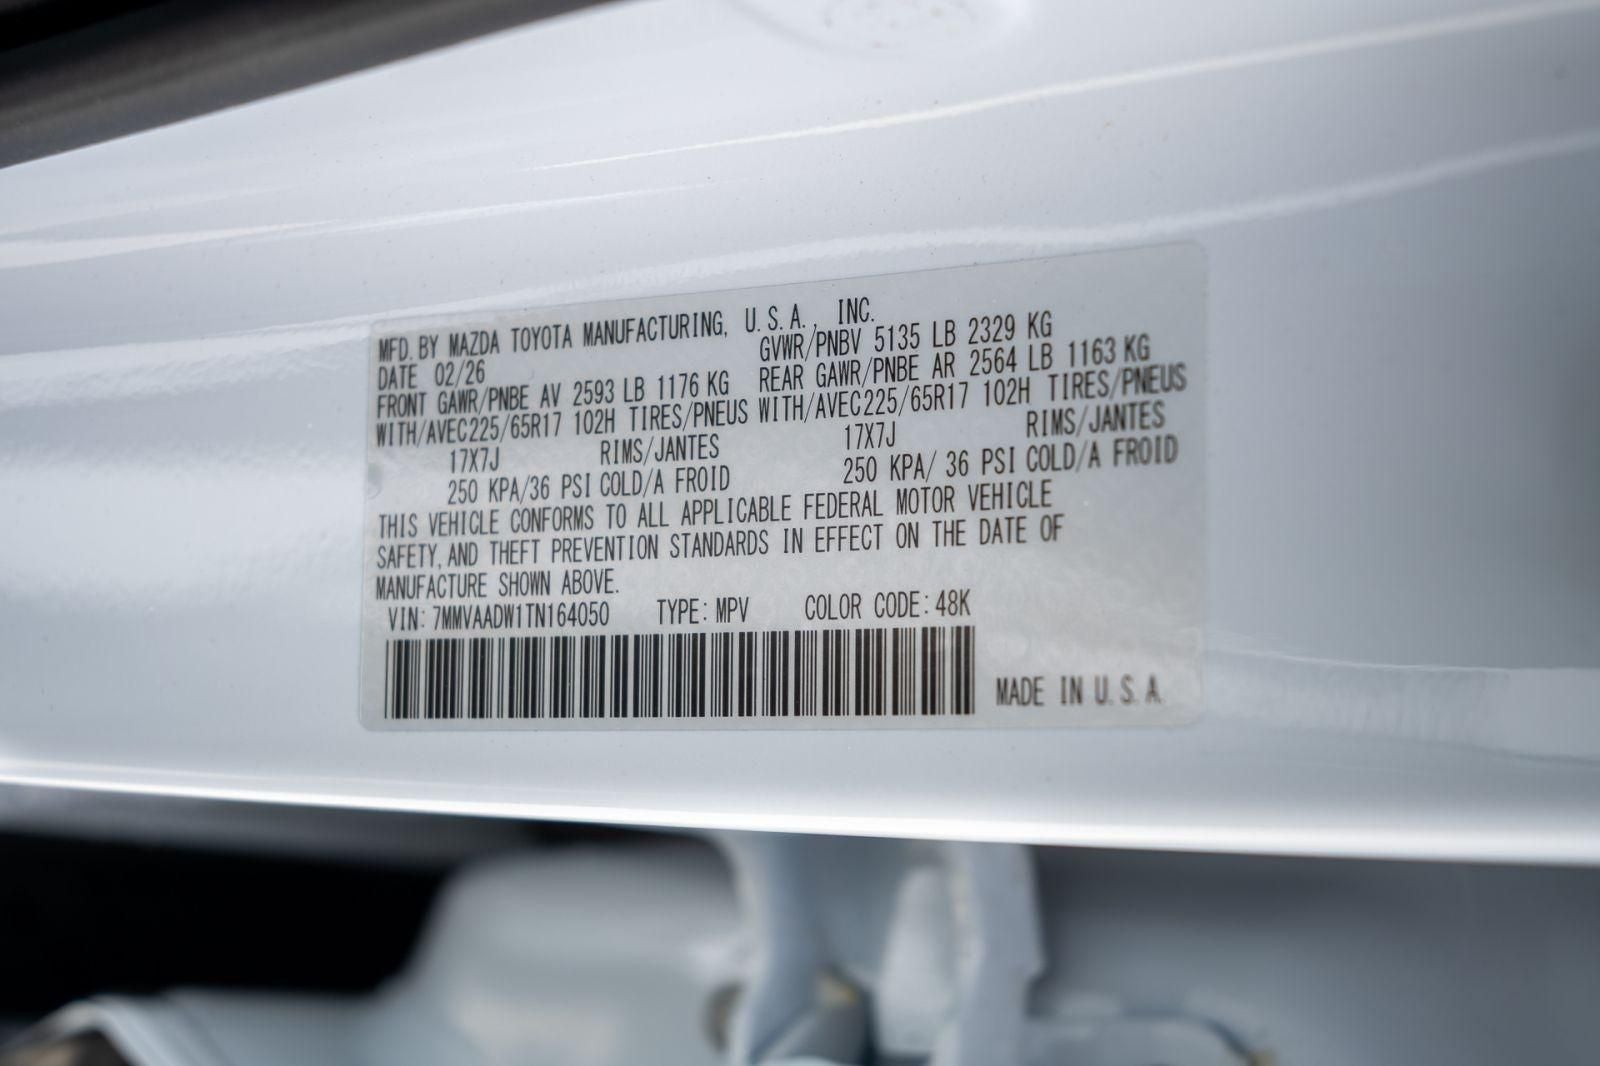 MFD. BY MAZDA TOYOTA MANUFACTURING, U.S.A., INC.
DATE 02/26 GVWR/PNBV 5135 LB 2329 KG
FRONT GAWR/PNBE AV 2593 LB 1176 KG REAR GAWR/PNBE AR 2564 LB 1163 KG
WITH/AVEC225/65R17 102H TIRES/PNEUS WITH/AVEC225/65R17 102H TIRES/PNEUS
17X7J RIMS/JANTES 17X7J RIMS/JANTES
250 KPA/36 PSI COLD/A FROID 250 KPA/ 36 PSI COLD/A FROID
THIS VEHICLE CONFORMS TO ALL APPLICABLE FEDERAL MOTOR VEHICLE
SAFETY, AND THEFT PREVENTION STANDARDS IN EFFECT ON THE DATE OF
MANUFACTURE SHOWN ABOVE.
VIN: 7MMVAADW1TN164050 TYPE: MPV COLOR CODE: 48K
MADE IN U.S.A.